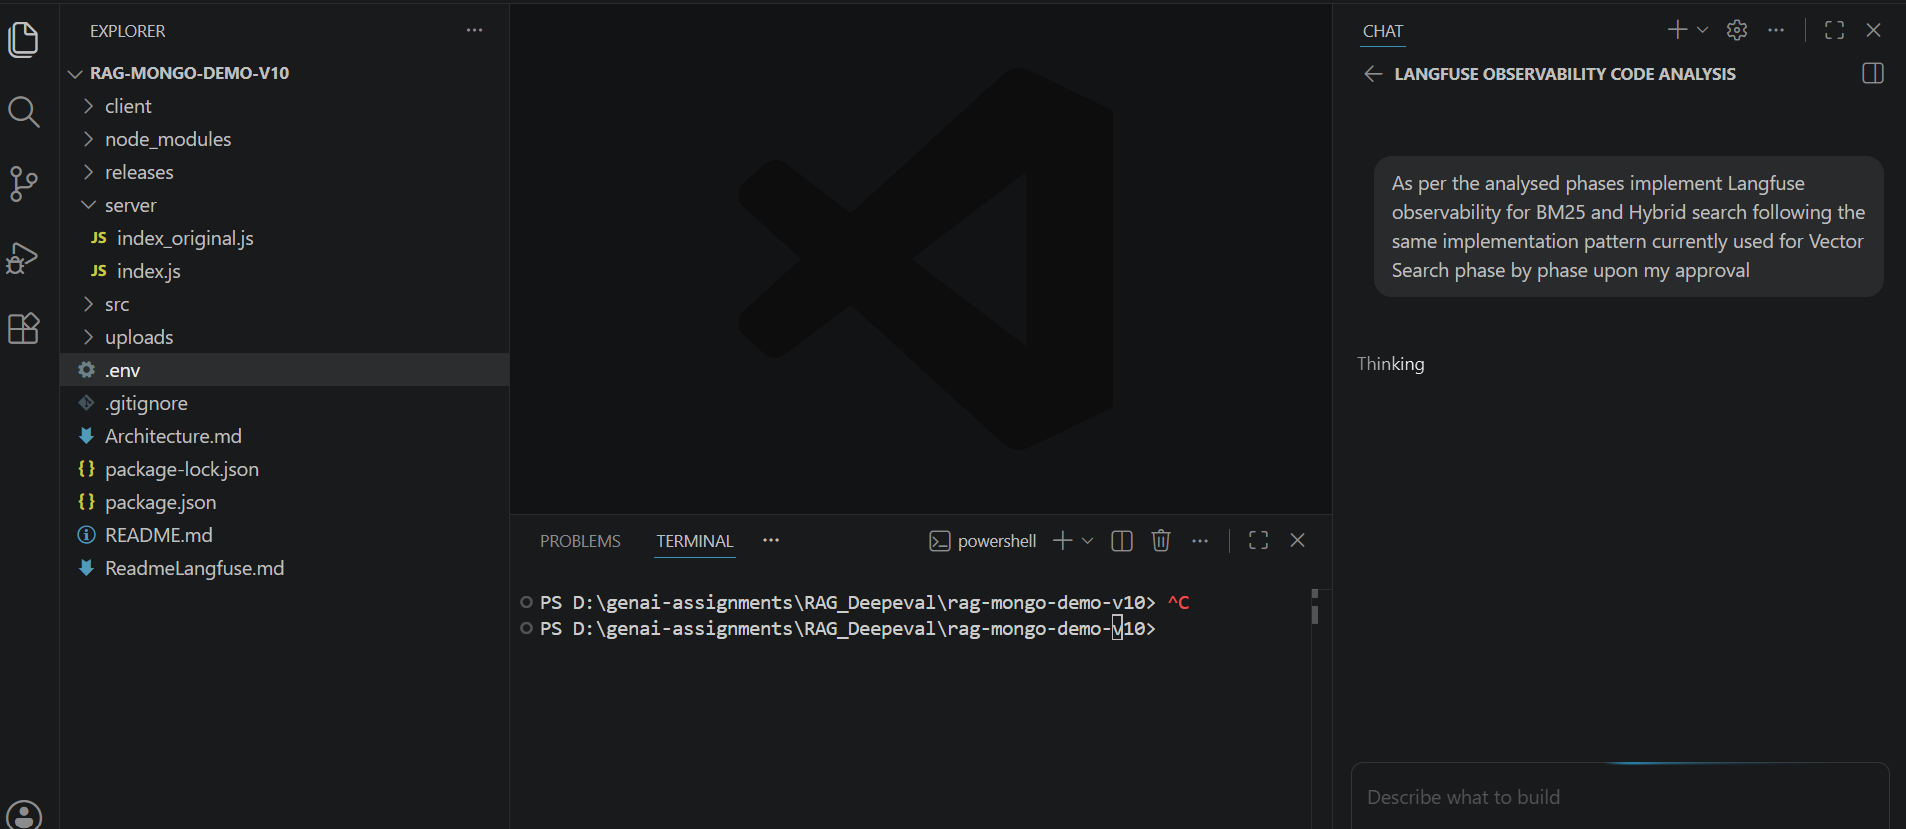 EXPLORER
RAG-MONGO-DEMO-V10
client
node_modules
releases
server
JS index_original.js
JS index.js
src
uploads
.env
.gitignore
Architecture.md
{} package-lock.json
{} package.json
README.md
ReadmeLangfuse.md
PROBLEMS TERMINAL
powershell
PS D:\genai-assignments\RAG_Deepeval\rag-mongo-demo-v10> ^C
PS D:\genai-assignments\RAG_Deepeval\rag-mongo-demo-v10>
CHAT
LANGFUSE OBSERVABILITY CODE ANALYSIS
As per the analysed phases implement Langfuse
observability for BM25 and Hybrid search following the
same implementation pattern currently used for Vector
Search phase by phase upon my approval
Thinking
Describe what to build